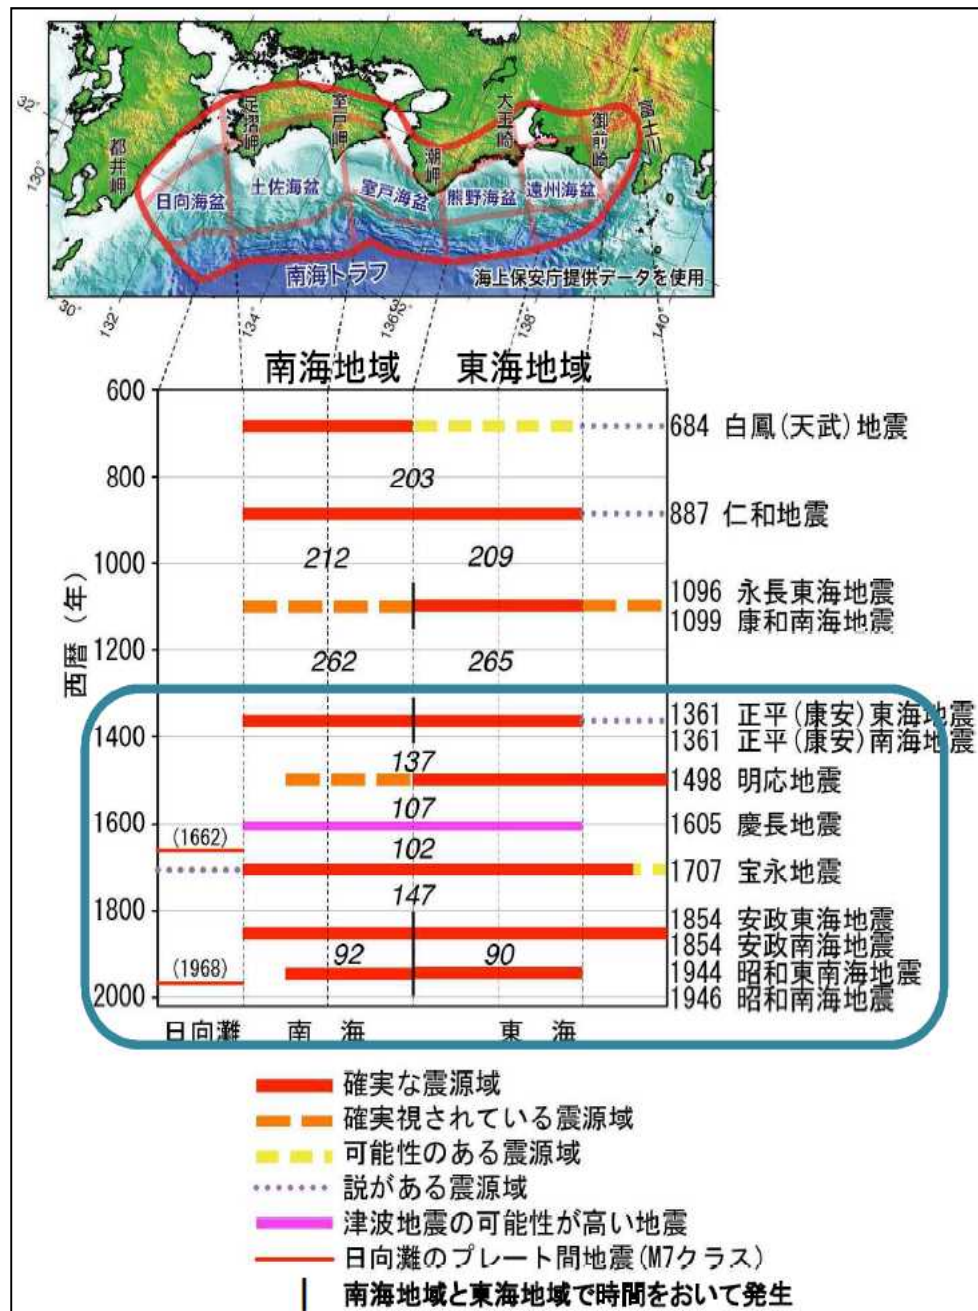 32°
130°
30°
132°
134°
136°
138°
140°
都井岬
足摺岬
室戸岬
潮岬
大王崎
御前崎
富士川
日向海盆
土佐海盆
室戸海盆
熊野海盆
遠州海盆
南海トラフ
海上保安庁提供データを使用
南海地域 東海地域
西暦(年)
600
684 白鳳(天武)地震
800
203
887 仁和地震
1000
212 209
1096 永長東海地震
1099 康和南海地震
1200
262 265
1361 正平(康安)東海地震
1361 正平(康安)南海地震
1400
137
1498 明応地震
107
1600
1605 慶長地震
(1662)
102
1707 宝永地震
147
1800
1854 安政東海地震
1854 安政南海地震
92 90
(1968)
1944 昭和東南海地震
1946 昭和南海地震
2000
日向灘 南 海 東 海
確実な震源域
確実視されている震源域
可能性のある震源域
説がある震源域
津波地震の可能性が高い地震
日向灘のプレート間地震(M7クラス)
南海地域と東海地域で時間をおいて発生